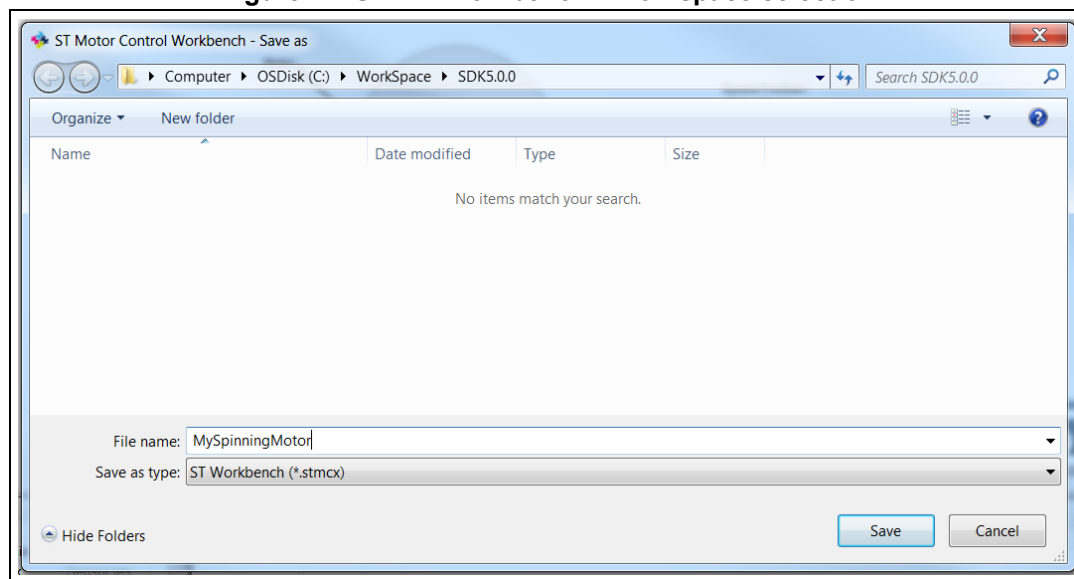 ST Motor Control Workbench - Save as
Computer OSDisk (C:) WorkSpace SDK5.0.0
Search SDK5.0.0
Organize New folder
Name Date modified Type Size
No items match your search.
File name: MySpinningMotor
Save as type: ST Workbench (*.stmcx)
Hide Folders
Save Cancel